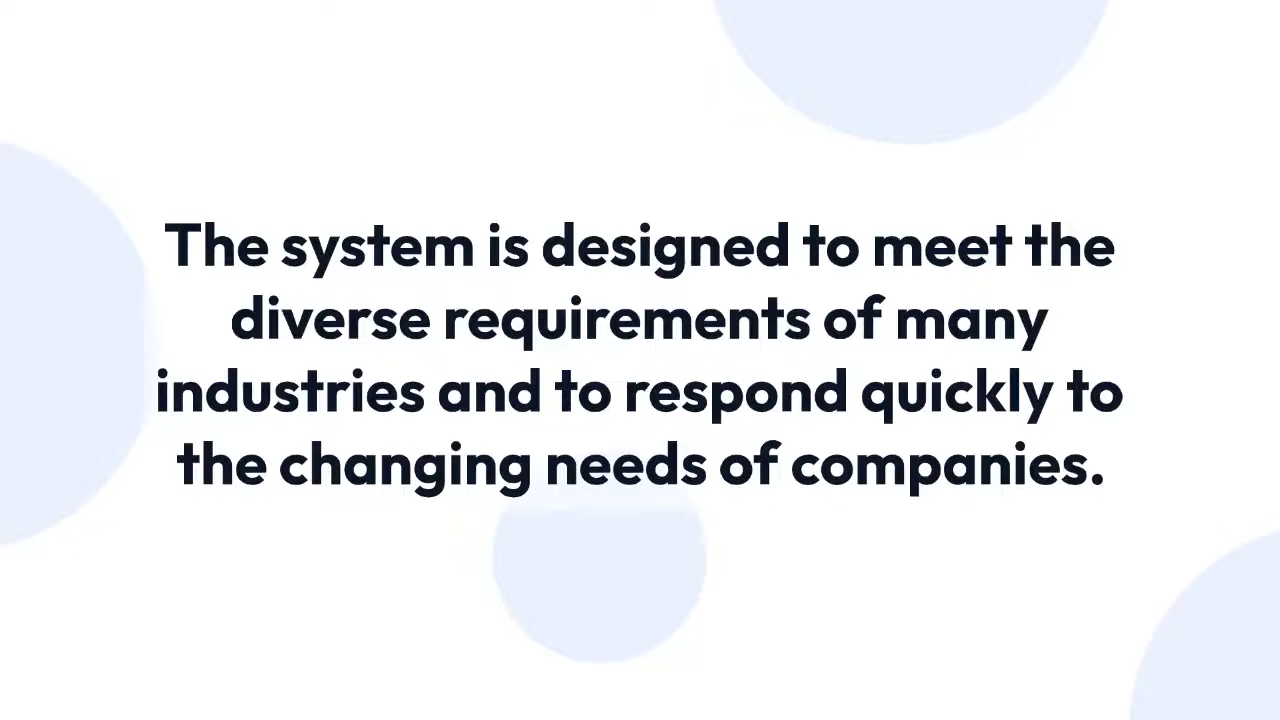 The system is designed to meet the
diverse requirements of many
industries and to respond quickly to
the changing needs of companies.